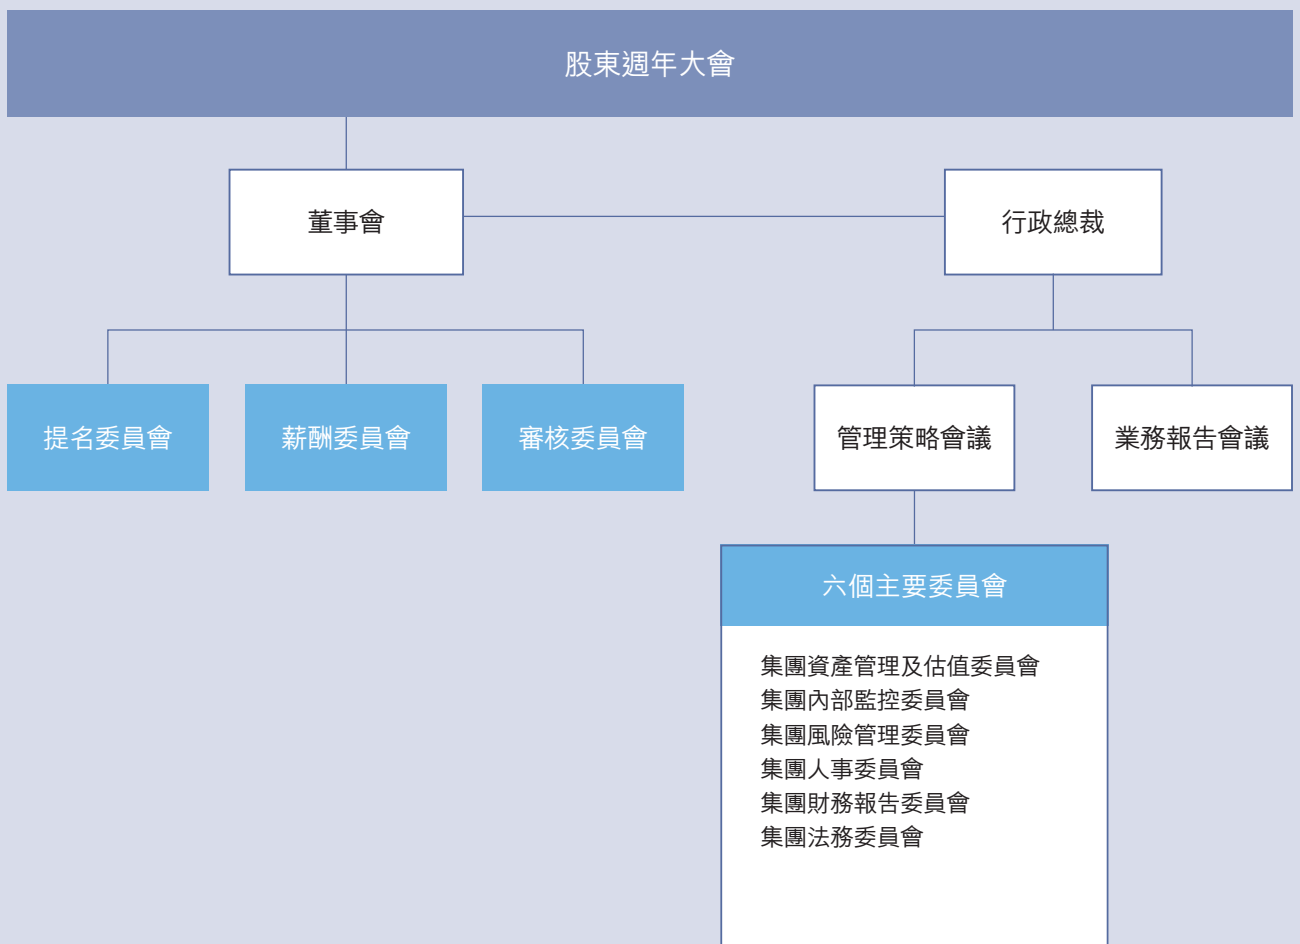 股東週年大會
董事會
行政總裁
提名委員會
薪酬委員會
審核委員會
管理策略會議
業務報告會議
六個主要委員會
集團資產管理及估值委員會
集團內部監控委員會
集團風險管理委員會
集團人事委員會
集團財務報告委員會
集團法務委員會